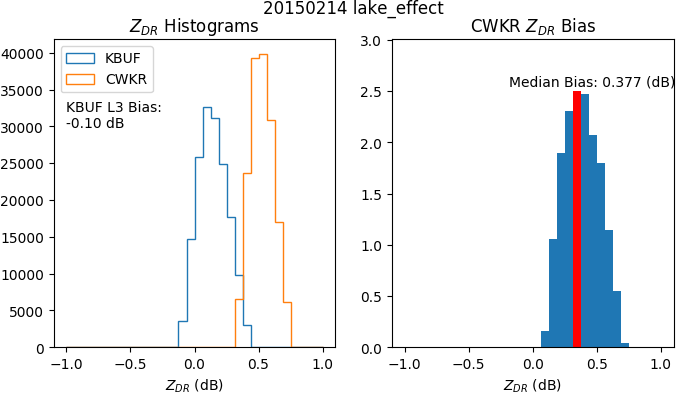 20150214 lake_effect
Z_DR Histograms
KBUF
CWKR
KBUF L3 Bias:
-0.10 dB
40000
35000
30000
25000
20000
15000
10000
5000
0
−1.0 −0.5 0.0 0.5 1.0
Z_DR (dB)
CWKR Z_DR Bias
Median Bias: 0.377 (dB)
3.0
2.5
2.0
1.5
1.0
0.5
0.0
−1.0 −0.5 0.0 0.5 1.0
Z_DR (dB)